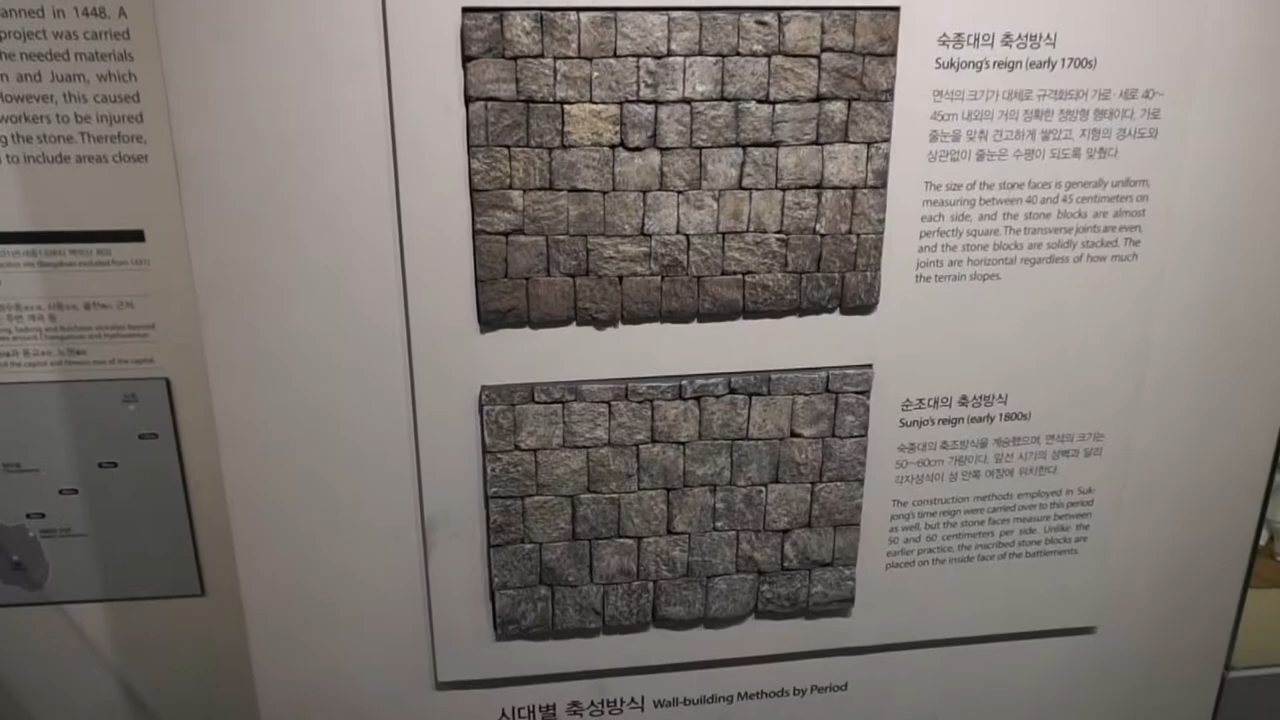 anned in 1448. A
project was carried
he needed materials
n and Juam, which
However, this caused
workers to be injured
g the stone. Therefore,
to include areas closer
숙종대의 축성방식
Sukjong's reign (early 1700s)
연석의 크기가 대체로 규격화되어 가로·세로 40~
45cm 내외의 거의 정확한 정방형 형태이다. 가로
줄눈을 맞춰 견고하게 쌓았고, 지형의 경사도와
상관없이 줄눈은 수평이 되도록 맞췄다.
The size of the stone faces is generally uniform,
measuring between 40 and 45 centimeters on
each side, and the stone blocks are almost
perfectly square. The transverse joints are even,
and the stone blocks are solidly stacked. The
joints are horizontal regardless of how much
the terrain slopes.
순조대의 축성방식
Sunjo's reign (early 1800s)
숙종대의 축조방식을 계승했으며, 면석의 크기는
50~60cm 가량이다. 앞선 시기의 성벽과 달리
각자성석이 성 안쪽 여장에 위치한다.
The construction methods employed in Suk-
jong's time reign were carried over to this period
as well, but the stone faces measure between
50 and 60 centimeters per side. Unlike the
earlier practice, the inscribed stone blocks are
placed on the inside face of the battlements.
시대별 축성방식 Wall-building Methods by Period